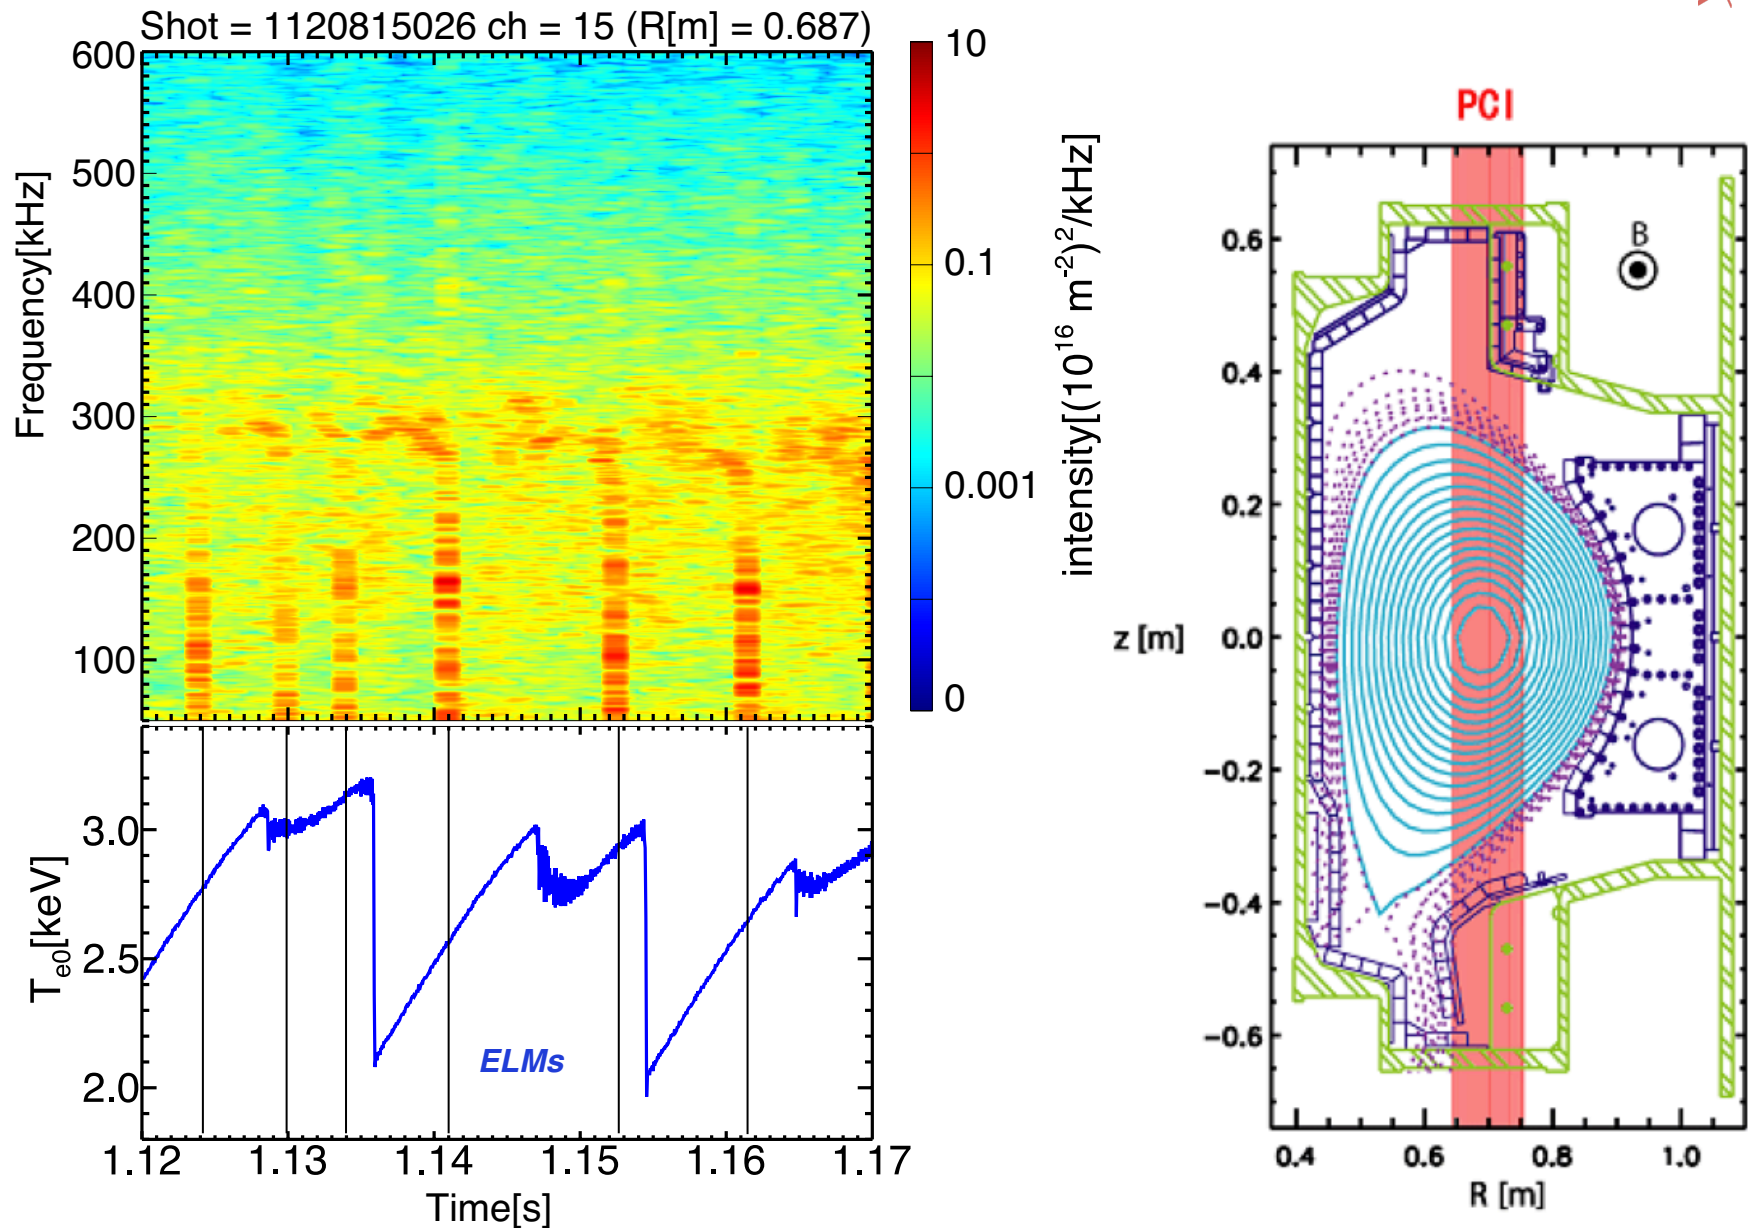 Shot = 1120815026 ch = 15 (R[m] = 0.687)
600
500
400
300
200
100
Frequency[kHz]
10
0.1
0.001
0
intensity[(10^16 m^-2)^2/kHz]
3.0
2.5
2.0
T_e0[keV]
ELMs
1.12 1.13 1.14 1.15 1.16 1.17
Time[s]
PCI
B
0.6
0.4
0.2
0.0
−0.2
−0.4
−0.6
z [m]
0.4 0.6 0.8 1.0
R [m]